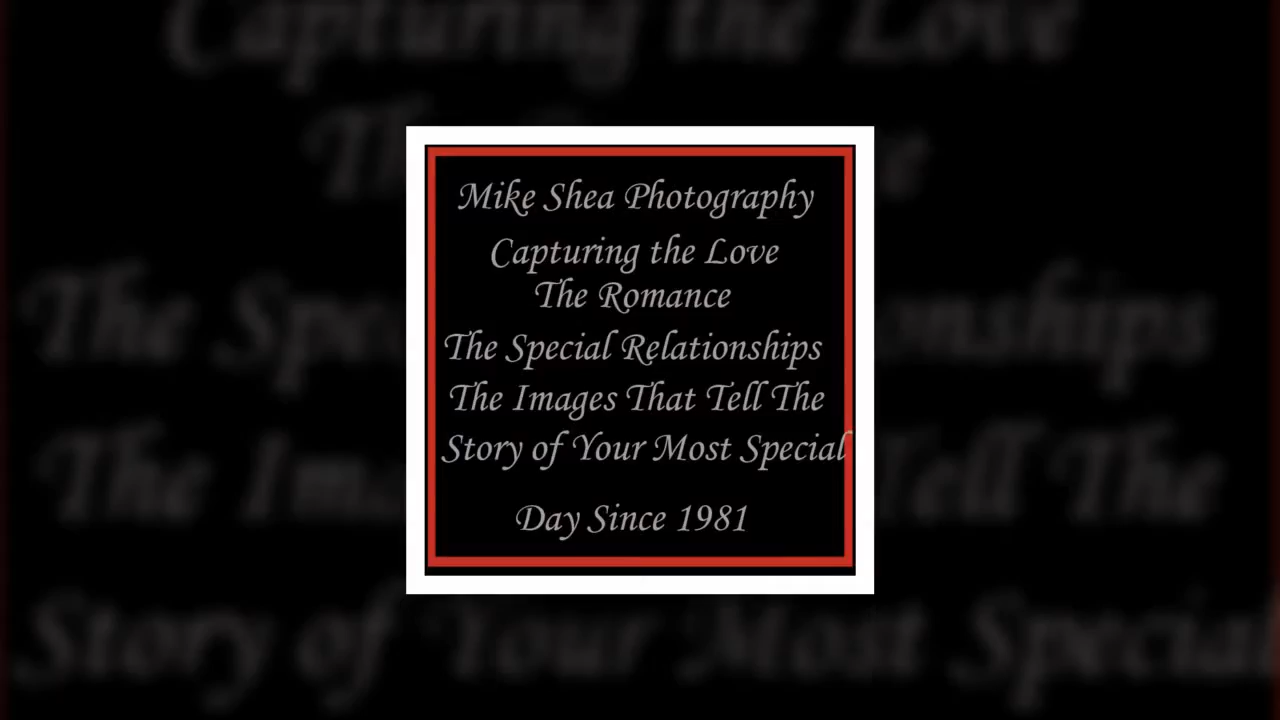 Mike Shea Photography
Capturing the Love
The Romance
The Special Relationships
The Images That Tell The
Story of Your Most Special
Day Since 1981